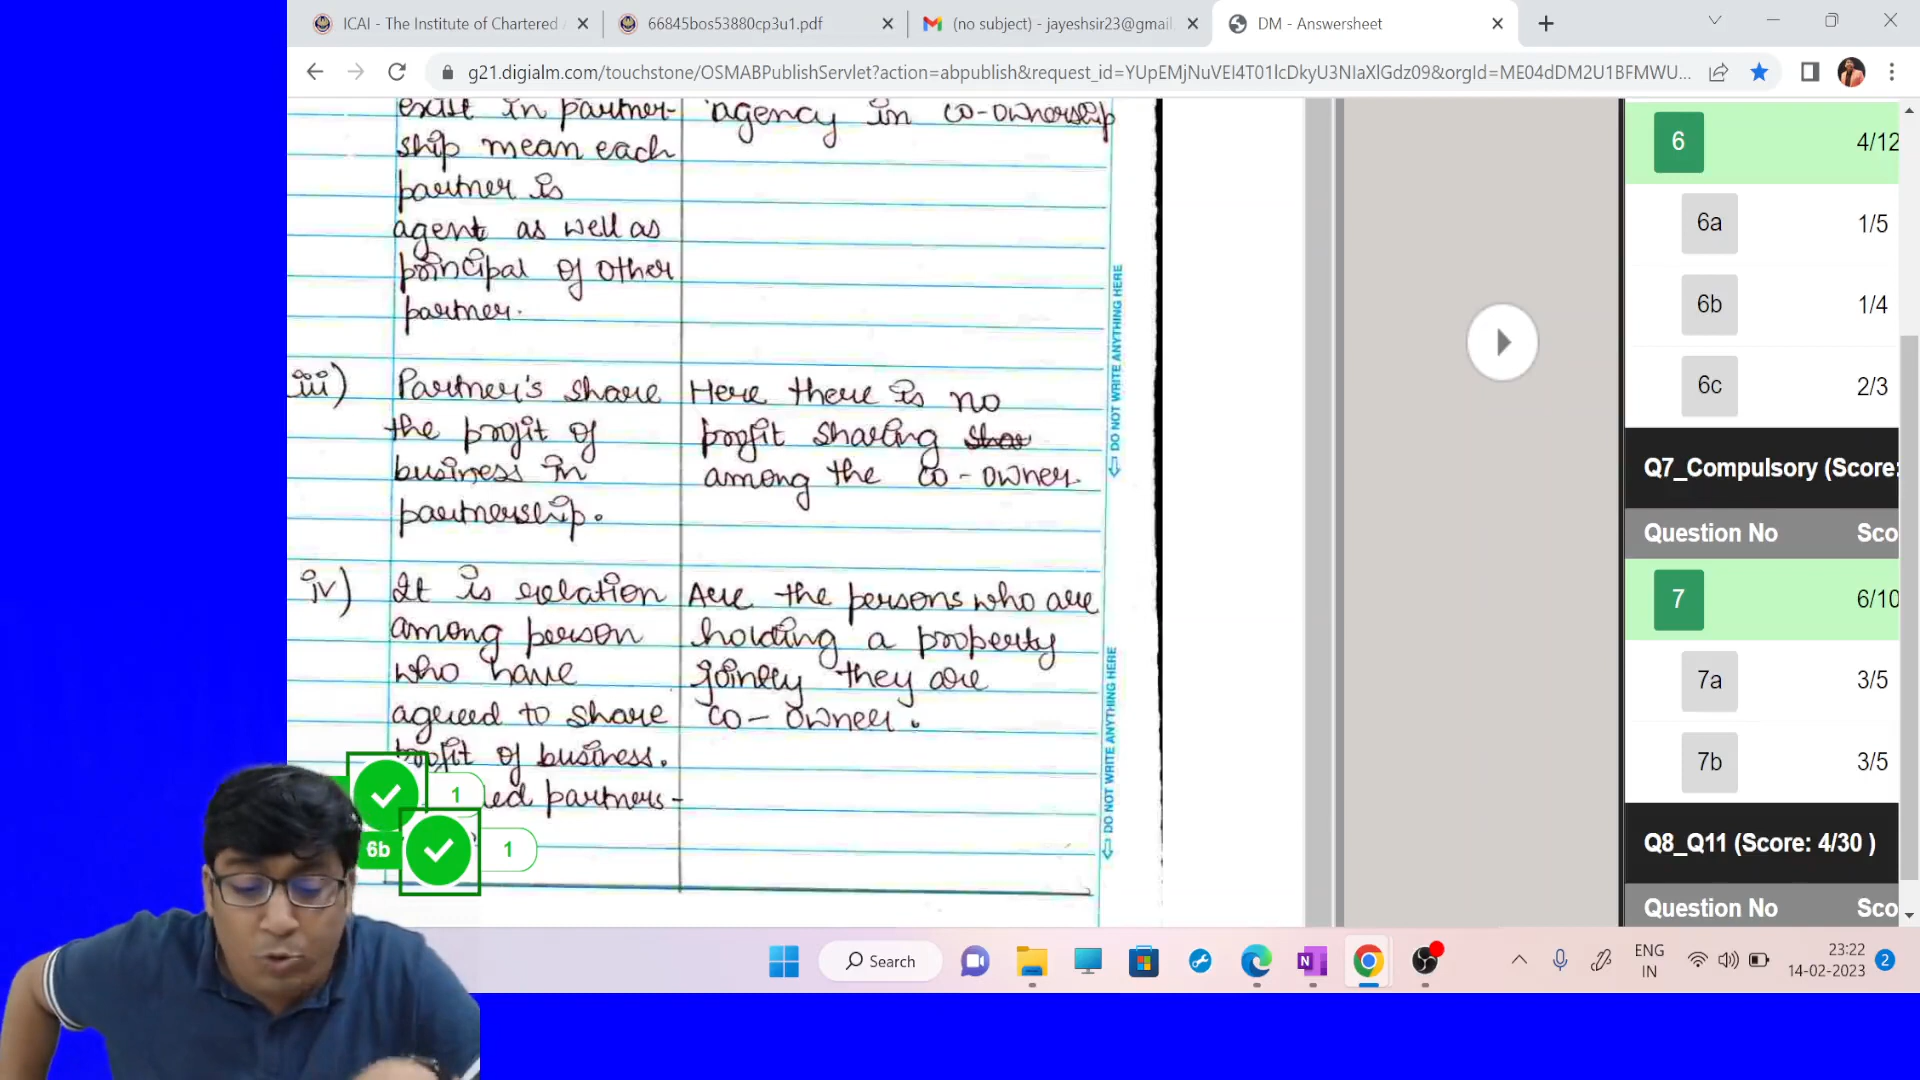 ICAI - The Institute of Chartered
66845bos53880cp3u1.pdf
(no subject) - jayeshsir23@gmail
DM - Answersheet
g21.digialm.com/touchstone/OSMABPublishServlet?action=abpublish&request_id=YUpEMjNuVEI4T01lcDkyU3NIaXlGdz09&orgId=ME04dDM2U1BFMWU...
exist in partner-
ship mean each
partner is
agent as well as
principal of other
partner.
agency in co-ownership
iii)
Partner's share
the profit of
business in
partnership.
Here there is no
profit sharing
among the co-owner
iv)
It is relation
among person
who have
agreed to share
profit of business.
ed partners-
Are the persons who are
holding a property
joinely they are
co-owner.
DO NOT WRITE ANYTHING HERE
DO NOT WRITE ANYTHING HERE
1
6b
1
6 4/12
6a 1/5
6b 1/4
6c 2/3
Q7_Compulsory (Score:
Question No Sco
7 6/10
7a 3/5
7b 3/5
Q8_Q11 (Score: 4/30 )
Question No Sco
Search
ENG
IN
23:22
14-02-2023
2